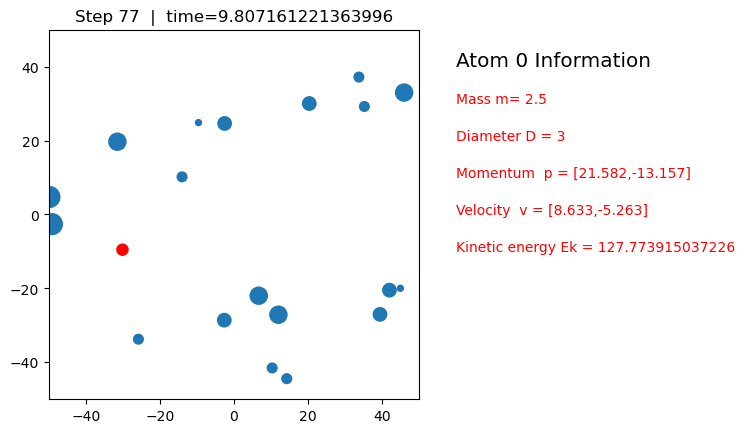 Step 77 | time=9.807161221363996
40
20
0
−20
−40
−40
−20
0
20
40
Atom 0 Information
Mass m= 2.5
Diameter D = 3
Momentum  p = [21.582,-13.157]
Velocity  v = [8.633,-5.263]
Kinetic energy Ek = 127.773915037226